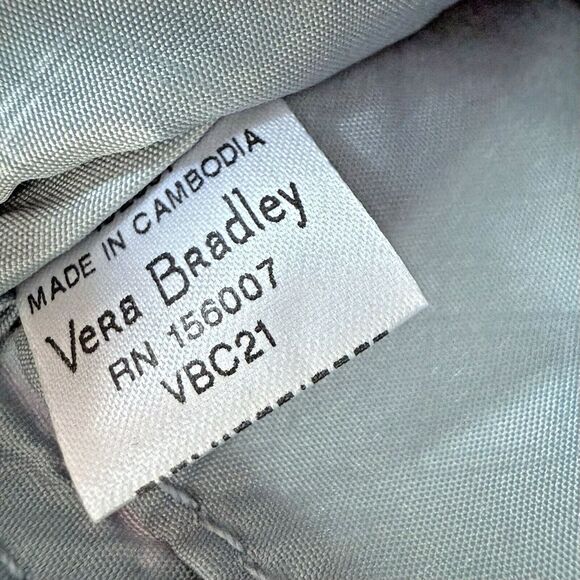 MADE IN CAMBODIA
Vera Bradley
RN 156007
VBC21